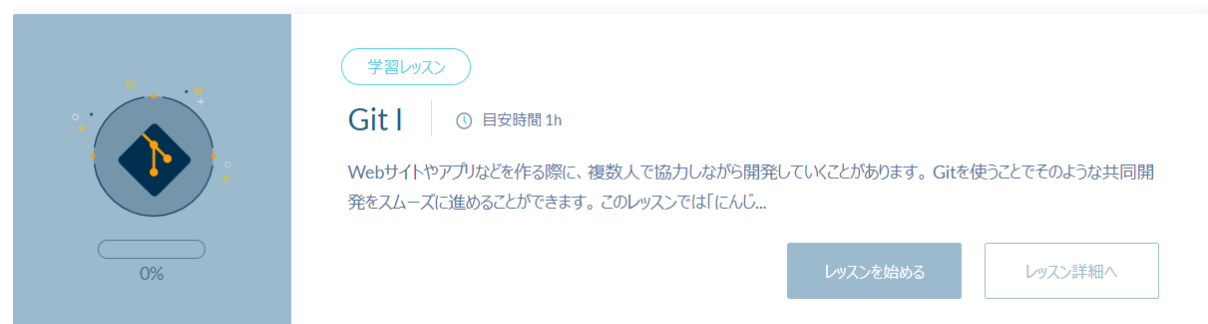 学習レッスン
Git I
目安時間 1h
Webサイトやアプリなどを作る際に、複数人で協力しながら開発していくことがあります。Gitを使うことでそのような共同開
発をスムーズに進めることができます。このレッスンでは「にんじ...
0%
レッスンを始める
レッスン詳細へ